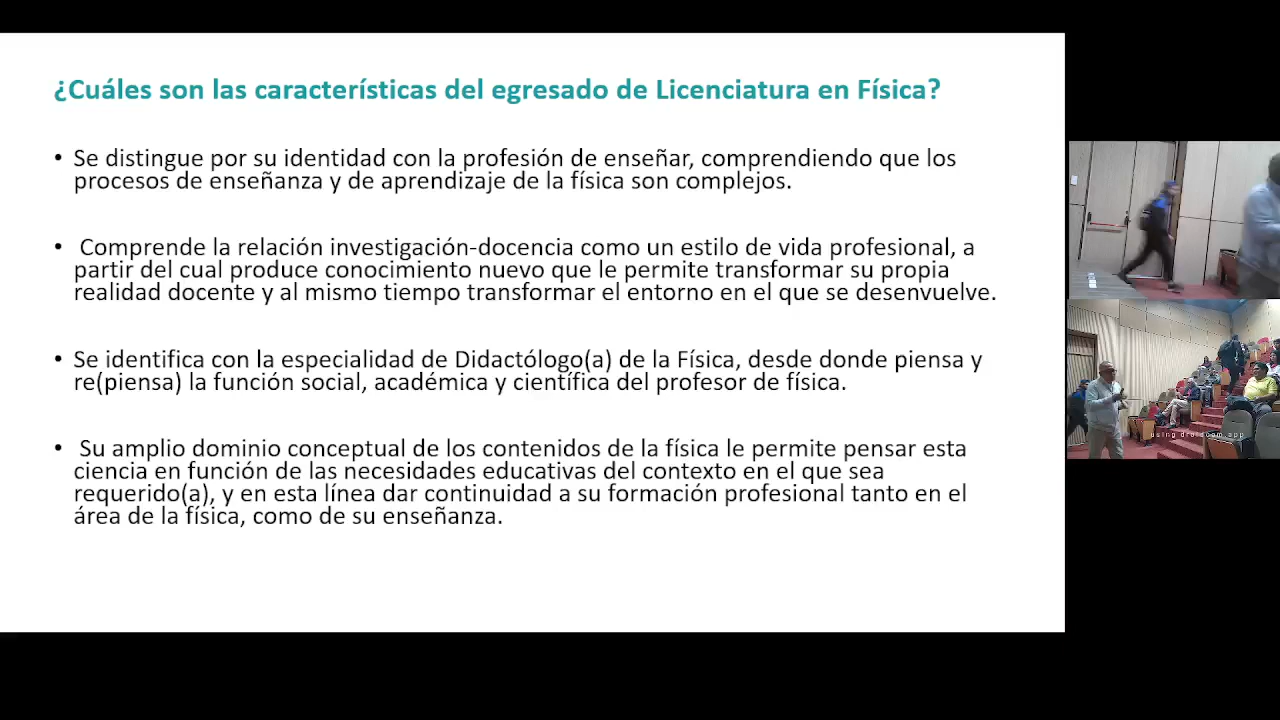 ¿Cuáles son las características del egresado de Licenciatura en Física?
• Se distingue por su identidad con la profesión de enseñar, comprendiendo que los
procesos de enseñanza y de aprendizaje de la física son complejos.
• Comprende la relación investigación-docencia como un estilo de vida profesional, a
partir del cual produce conocimiento nuevo que le permite transformar su propia
realidad docente y al mismo tiempo transformar el entorno en el que se desenvuelve.
• Se identifica con la especialidad de Didactólogo(a) de la Física, desde donde piensa y
re(piensa) la función social, académica y científica del profesor de física.
• Su amplio dominio conceptual de los contenidos de la física le permite pensar esta
ciencia en función de las necesidades educativas del contexto en el que sea
requerido(a), y en esta línea dar continuidad a su formación profesional tanto en el
área de la física, como de su enseñanza.
using droidcam app